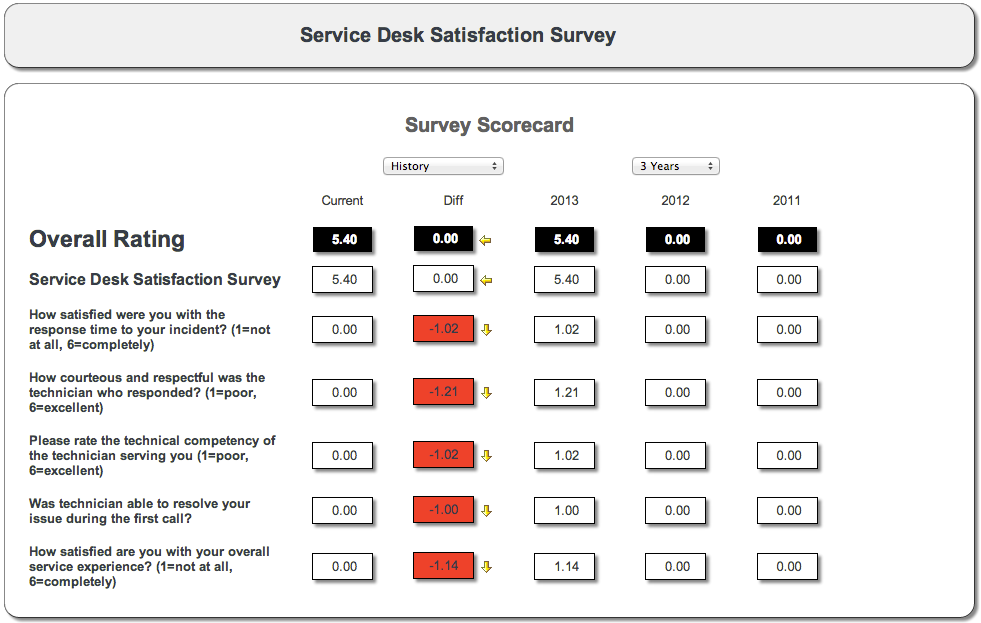 Service Desk Satisfaction Survey
Survey Scorecard
History 3 Years
Current Diff 2013 2012 2011
Overall Rating 5.40 0.00 5.40 0.00 0.00
Service Desk Satisfaction Survey 5.40 0.00 5.40 0.00 0.00
How satisfied were you with the
response time to your incident? (1=not 0.00 -1.02 1.02 0.00 0.00
at all, 6=completely)
How courteous and respectful was the
technician who responded? (1=poor, 0.00 -1.21 1.21 0.00 0.00
6=excellent)
Please rate the technical competency of
the technician serving you (1=poor, 0.00 -1.02 1.02 0.00 0.00
6=excellent)
Was technician able to resolve your
issue during the first call? 0.00 -1.00 1.00 0.00 0.00
How satisfied are you with your overall
service experience? (1=not at all, 0.00 -1.14 1.14 0.00 0.00
6=completely)